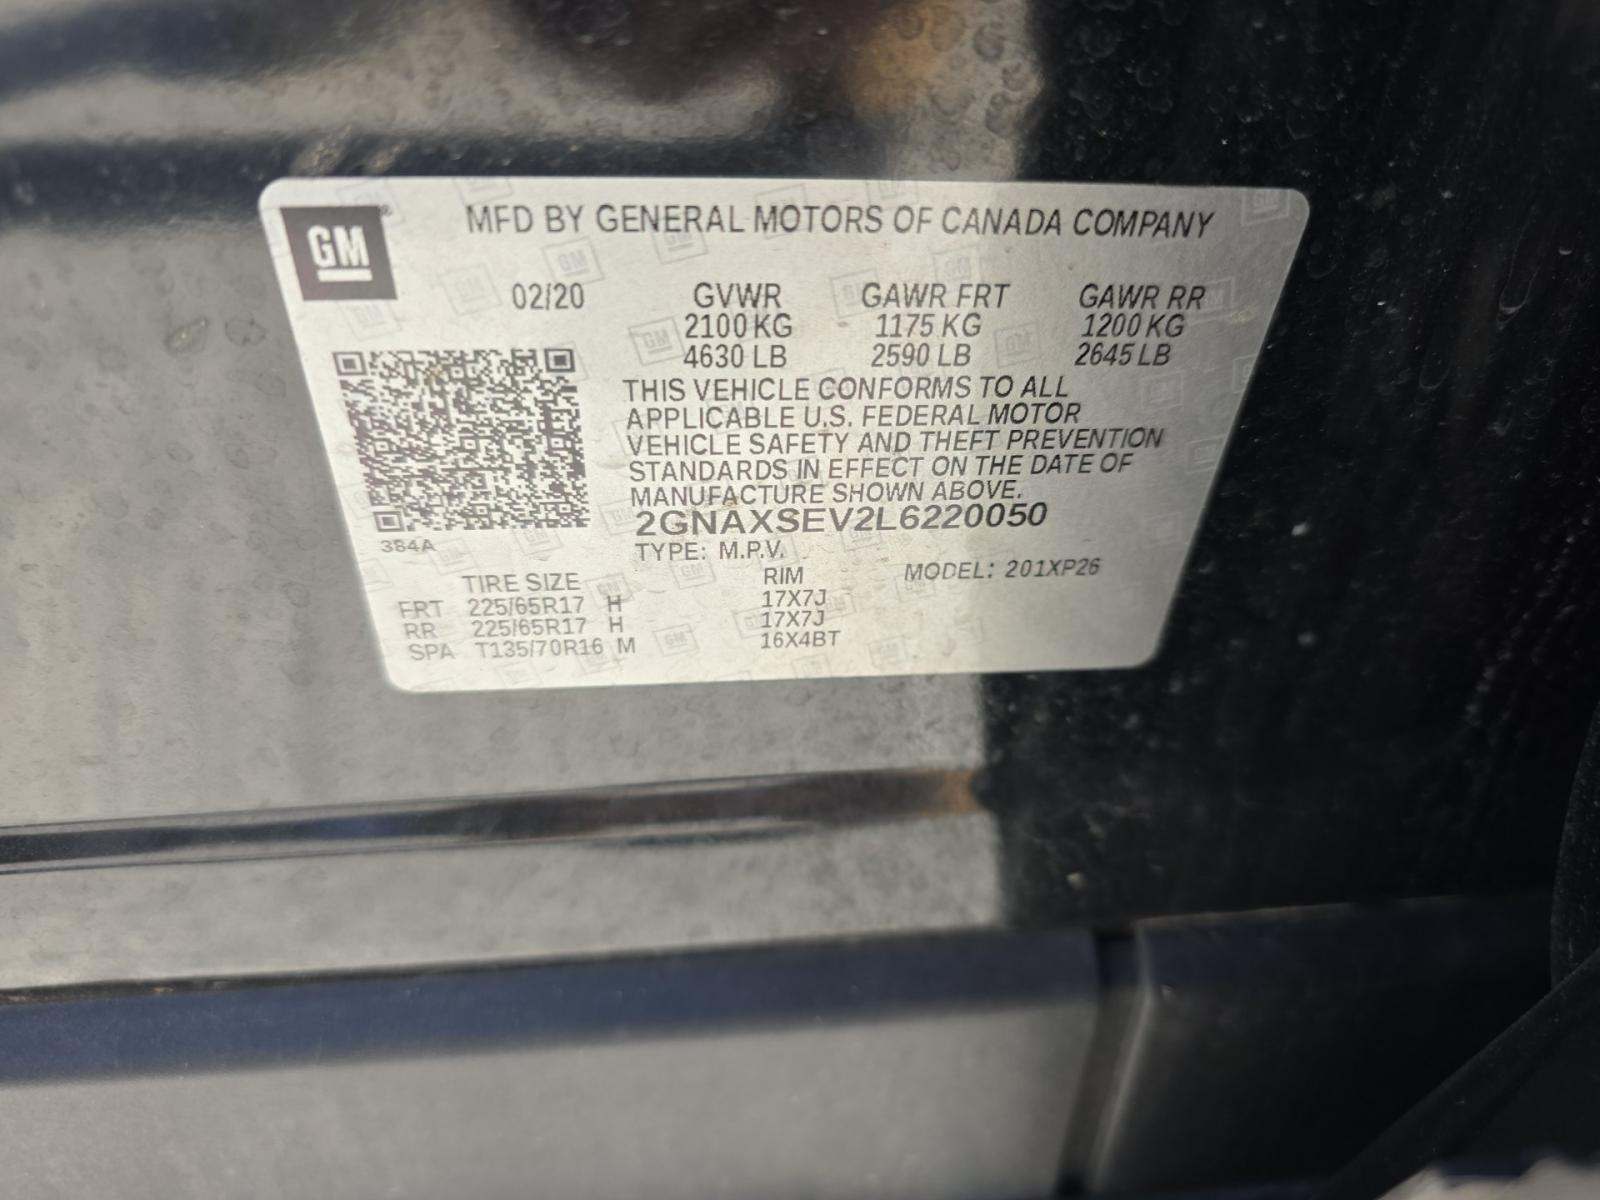 GM®
MFD BY GENERAL MOTORS OF CANADA COMPANY
02/20 GVWR GAWR FRT GAWR RR
2100 KG 1175 KG 1200 KG
4630 LB 2590 LB 2645 LB
THIS VEHICLE CONFORMS TO ALL
APPLICABLE U.S. FEDERAL MOTOR
VEHICLE SAFETY AND THEFT PREVENTION
STANDARDS IN EFFECT ON THE DATE OF
MANUFACTURE SHOWN ABOVE.
2GNAXSEV2L6220050
384A
TYPE: M.P.V.
TIRE SIZE RIM MODEL: 201XP26
FRT 225/65R17 H 17X7J
RR 225/65R17 H 17X7J
SPA T135/70R16 M 16X4BT